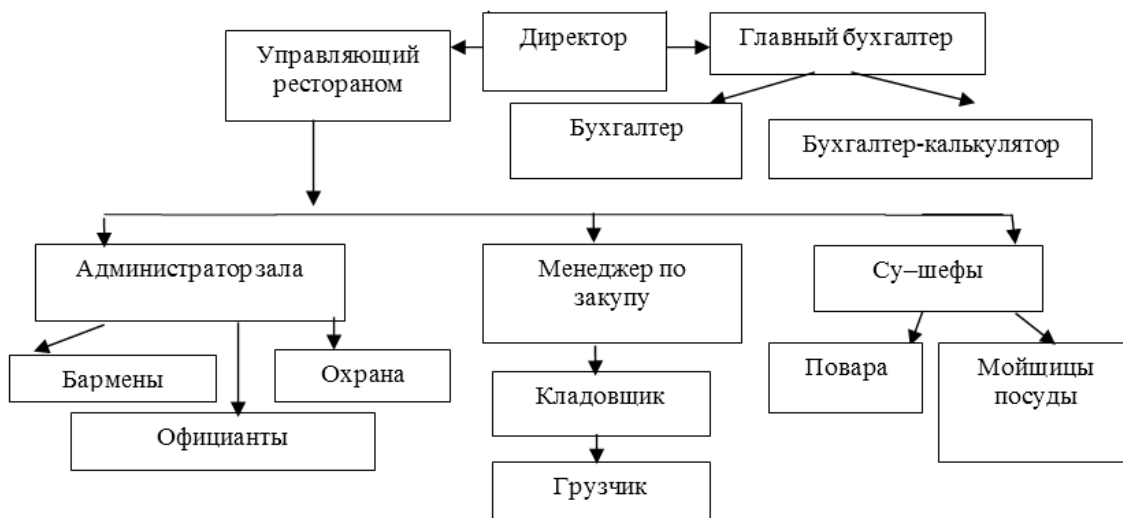 Директор
Управляющий
рестораном
Главный бухгалтер
Бухгалтер
Бухгалтер-калькулятор
Администратор зала
Менеджер по
закупу
Су–шефы
Бармены
Охрана
Официанты
Кладовщик
Грузчик
Повара
Мойщицы
посуды